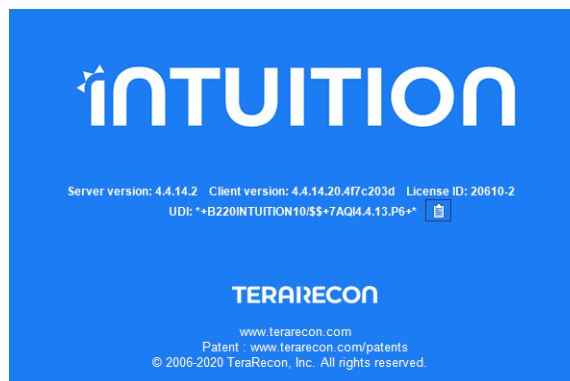 iNTUITION
Server version: 4.4.14.2 Client version: 4.4.14.20.4f7c203d License ID: 20610-2
UDI: *+B220INTUITION10/$$+7AQI4.4.13.P6+*
TERARECON
www.terarecon.com
Patent : www.terarecon.com/patents
© 2006-2020 TeraRecon, Inc. All rights reserved.